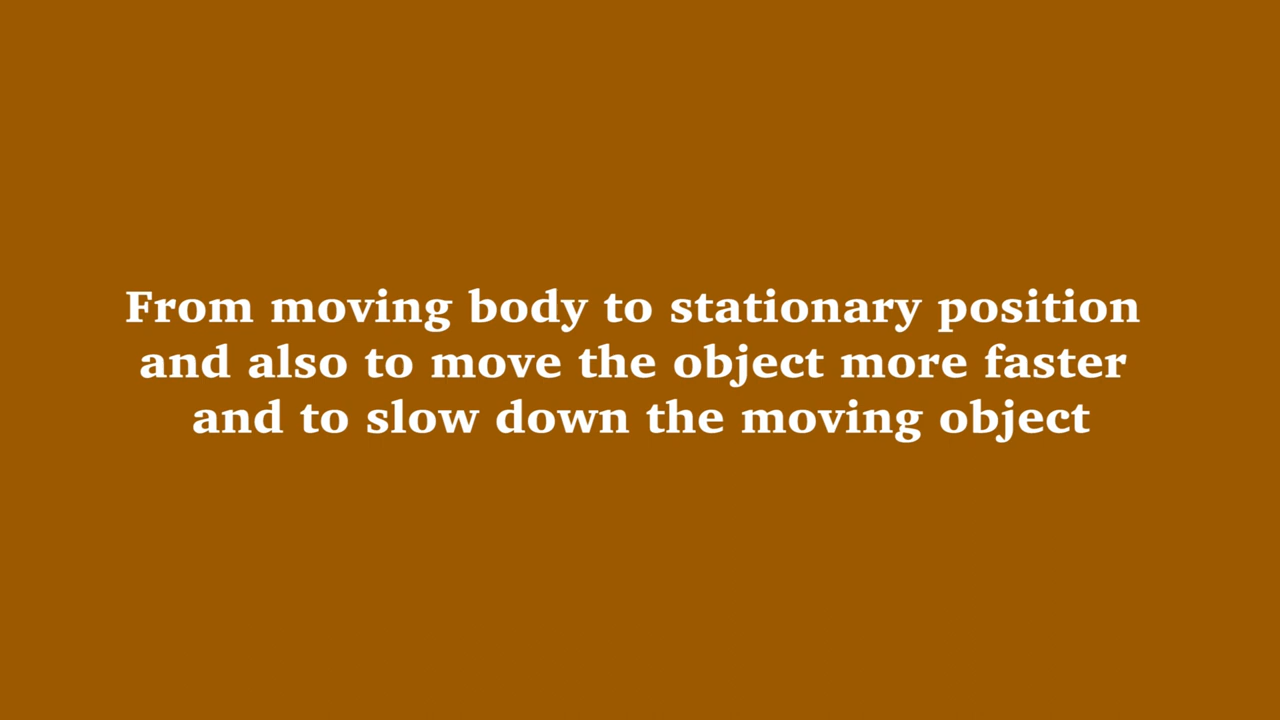 From moving body to stationary position
and also to move the object more faster
and to slow down the moving object